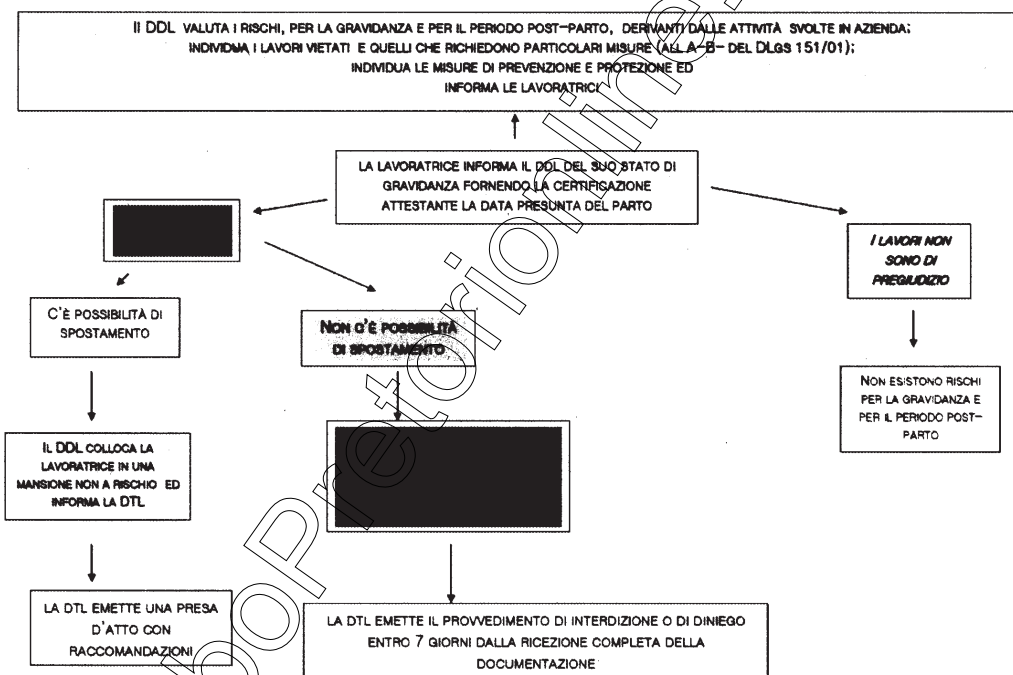 Il DDL VALUTA I RISCHI, PER LA GRAVIDANZA E PER IL PERIODO POST-PARTO, DERIVANTI DALLE ATTIVITÀ SVOLTE IN AZIENDA;
INDIVIDUA I LAVORI VIETATI E QUELLI CHE RICHIEDONO PARTICOLARI MISURE (ALL A-B- DEL DLGS 151/01);
INDIVIDUA LE MISURE DI PREVENZIONE E PROTEZIONE ED
INFORMA LE LAVORATRICI
LA LAVORATRICE INFORMA IL DDL DEL SUO STATO DI
GRAVIDANZA FORNENDO LA CERTIFICAZIONE
ATTESTANTE LA DATA PRESUNTA DEL PARTO
I LAVORI NON
SONO DI
PREGIUDIZIO
C'È POSSIBILITÀ DI
SPOSTAMENTO
NON C'È POSSIBILITÀ
DI SPOSTAMENTO
NON ESISTONO RISCHI
PER LA GRAVIDANZA E
PER IL PERIODO POST-
PARTO
IL DDL COLLOCA LA
LAVORATRICE IN UNA
MANSIONE NON A RISCHIO ED
INFORMA LA DTL
LA DTL EMETTE UNA PRESA
D'ATTO CON
RACCOMANDAZIONI
LA DTL EMETTE IL PROVVEDIMENTO DI INTERDIZIONE O DI DINIEGO
ENTRO 7 GIORNI DALLA RICEZIONE COMPLETA DELLA
DOCUMENTAZIONE
boPretorionline